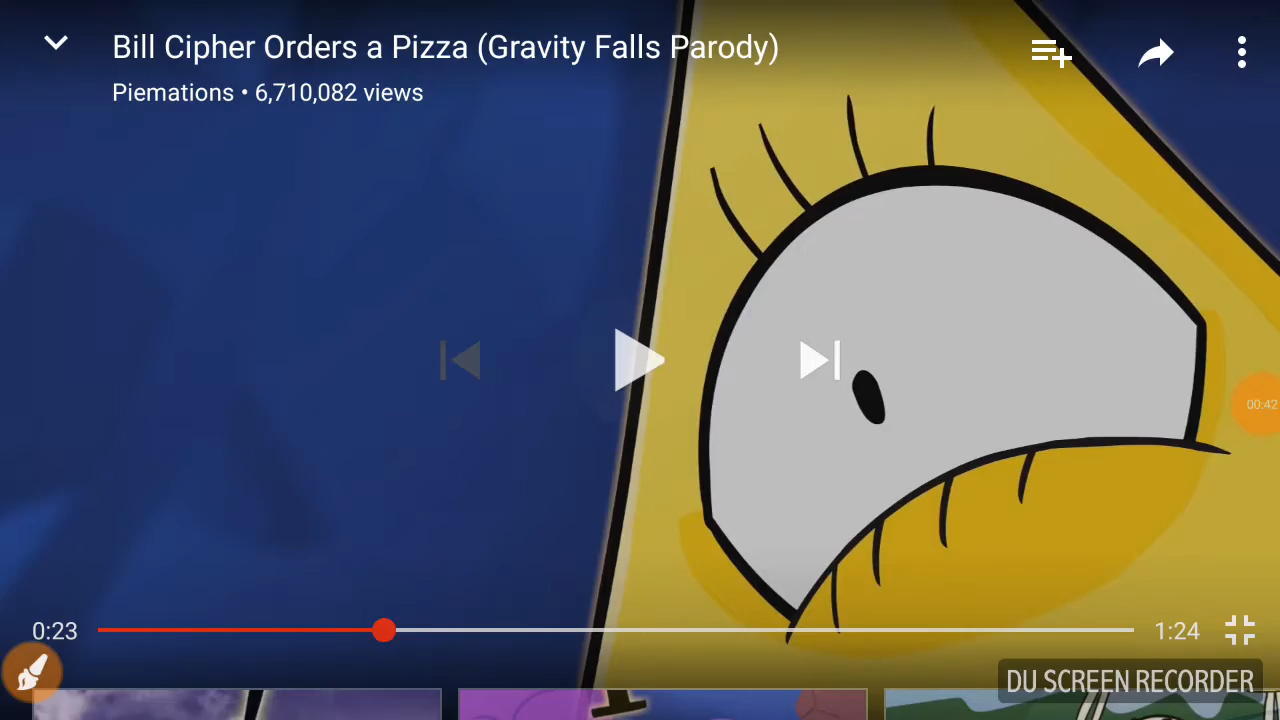 Bill Cipher Orders a Pizza (Gravity Falls Parody)
Piemations • 6,710,082 views
00:42
0:23
1:24
DU SCREEN RECORDER